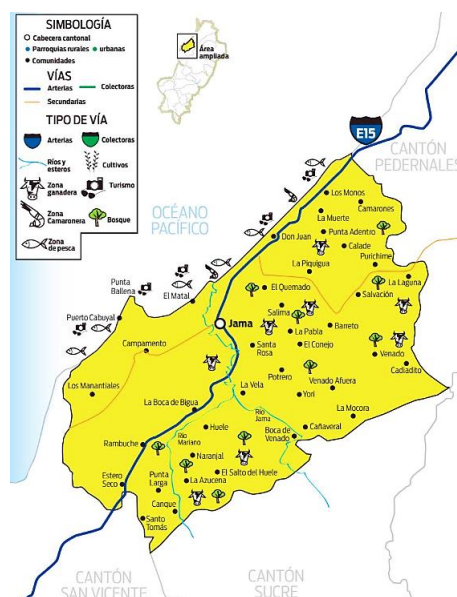 SIMBOLOGÍA
Cabecera cantonal
Parroquias rurales
urbanas
Comunidades
VÍAS
Arterias
Colectoras
Secundarias
TIPO DE VÍA
Arterias
Colectoras
Ríos y
esteros
Cultivos
Zona
ganadera
Turismo
Zona
Camaronera
Bosque
Zona
de pesca
Área
ampliada
E15
CANTÓN
PEDERNALES
OCÉANO
PACÍFICO
Los Monos
Camarones
La Muerte
Don Juan
Punta Adentro
Calade
La Piquigua
Purichime
La Laguna
Punta
Ballena
El Matal
El Quemado
Salvación
Puerto Cabuyal
Salima
Jama
La Pabla
Barreto
Campamento
Santa
Rosa
El Conejo
Venado
Cadiadito
Potrero
Venado Afuera
Los Manantiales
La Vela
Yori
La Boca de Bigua
Río
Jama
La Mocora
Huele
Boca de
Venado
Cañaveral
Rambuche
Río
Mariano
Naranjal
Estero
Seco
Punta
Larga
El Salto del Huele
La Azucena
Canque
Santo
Tomás
CANTÓN
SAN VICENTE
CANTÓN
SUCRE